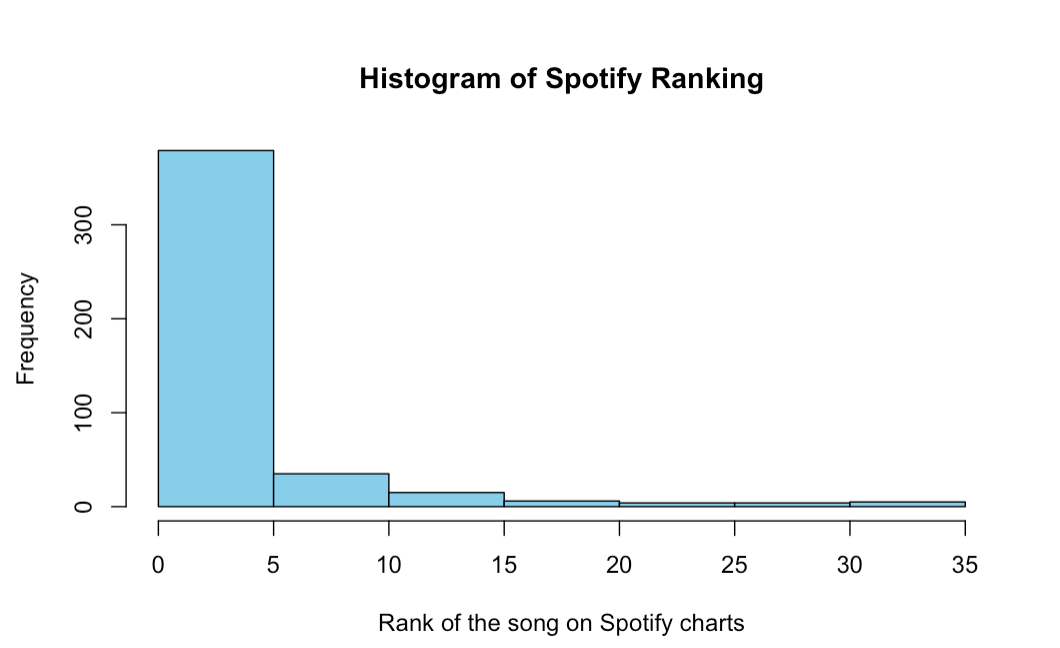 Histogram of Spotify Ranking
Frequency
300
200
100
0
0 5 10 15 20 25 30 35
Rank of the song on Spotify charts